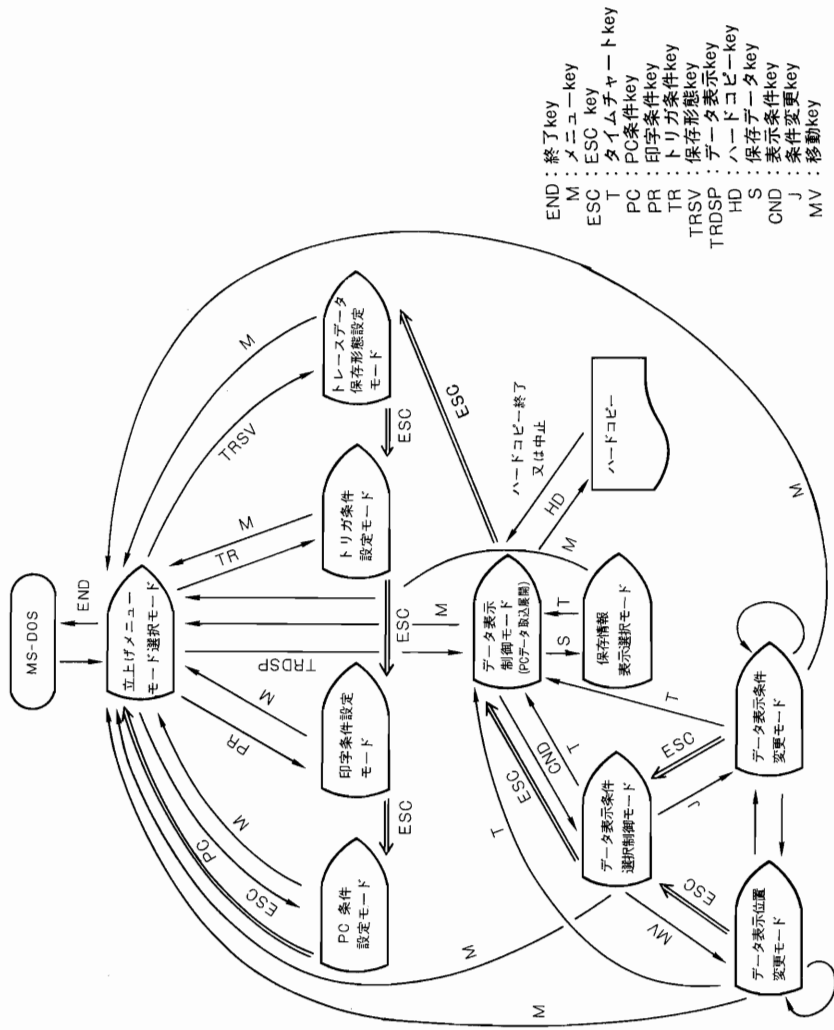 MS-DOS
END
立上げメニュー
モード選択モード
TRSV
M
TR
M
TRDSP
M
PR
M
PC
ESC
M
トレースデータ
保存形態設定
モード
ESC
トリガ条件
設定モード
ESC
印字条件設定
モード
ESC
PC 条件
設定モード
ESC
データ表示
制御モード
(PCデータ取込展開)
ハードコピー終了
又は中止
HD
ハードコピー
M
S
T
保存情報
表示選択モード
ESC
CND
T
データ表示条件
選択制御モード
M
T
T
MV
ESC
J
ESC
データ表示位置
変更モード
データ表示条件
変更モード
M
M
END : 終了key
M : メニューkey
ESC : ESC key
T : タイムチャートkey
PC : PC条件key
PR : 印字条件key
TR : トリガ条件key
TRSV : 保存形態key
TRDSP : データ表示key
HD : ハードコピーkey
S : 保存データkey
CND : 表示条件key
J : 条件変更key
MV : 移動key